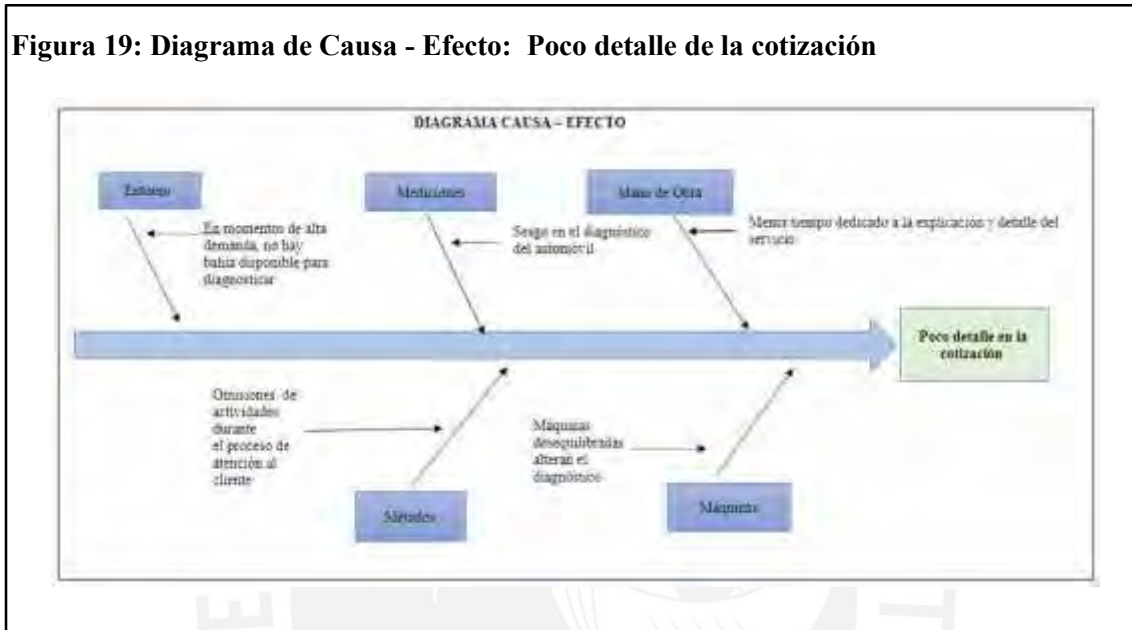 Figura 19: Diagrama de Causa - Efecto: Poco detalle de la cotización
DIAGRAMA CAUSA – EFECTO
Entorno
Mediciones
Mano de Obra
En momentos de alta
demanda, no hay
bahía disponible para
diagnosticar
Sesgo en el diagnóstico
del automóvil
Menor tiempo dedicado a la explicación y detalle del
servicio
Poco detalle en la
cotización
Omisiones de
actividades
durante
el proceso de
atención al
cliente
Máquinas
desequilibradas
alteran el
diagnóstico
Métodos
Máquinas